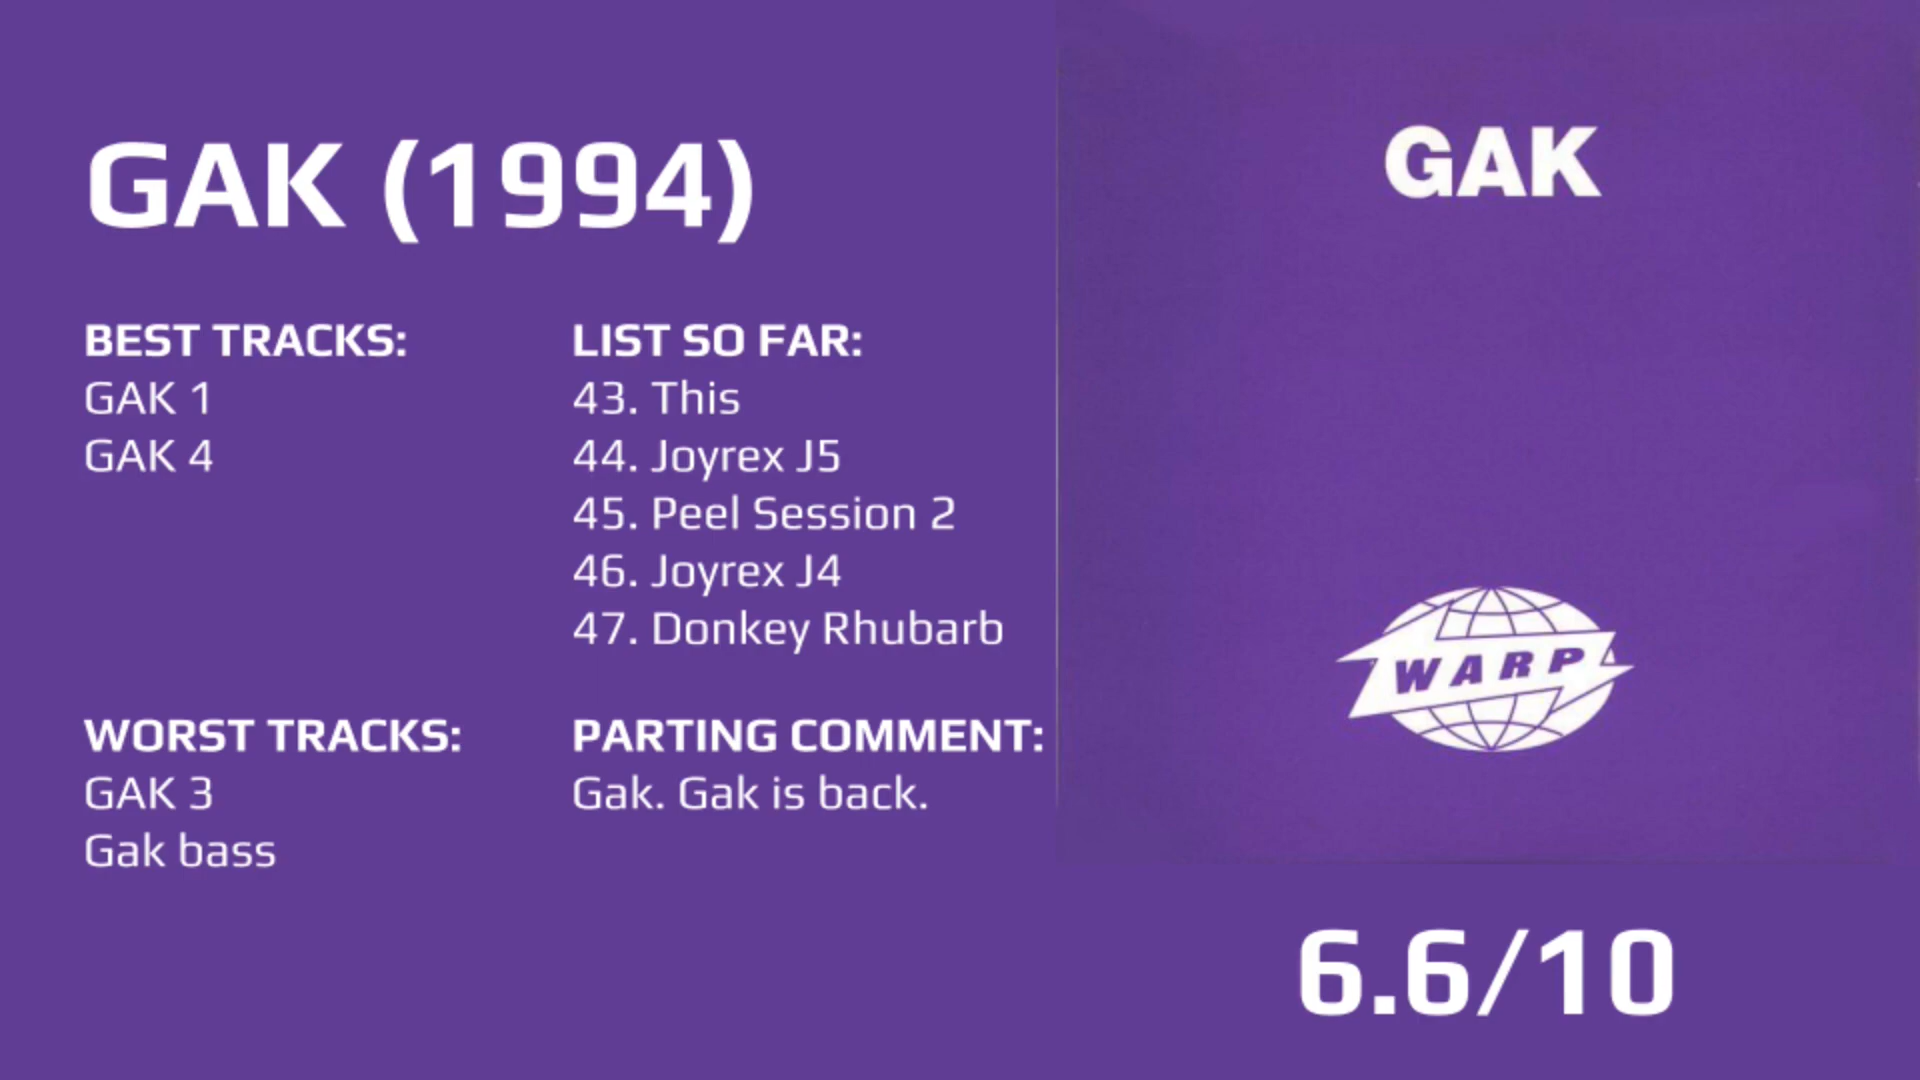 GAK (1994)
BEST TRACKS:
GAK 1
GAK 4
WORST TRACKS:
GAK 3
Gak bass
LIST SO FAR:
43. This
44. Joyrex J5
45. Peel Session 2
46. Joyrex J4
47. Donkey Rhubarb
PARTING COMMENT:
Gak. Gak is back.
GAK
WARP
6.6/10